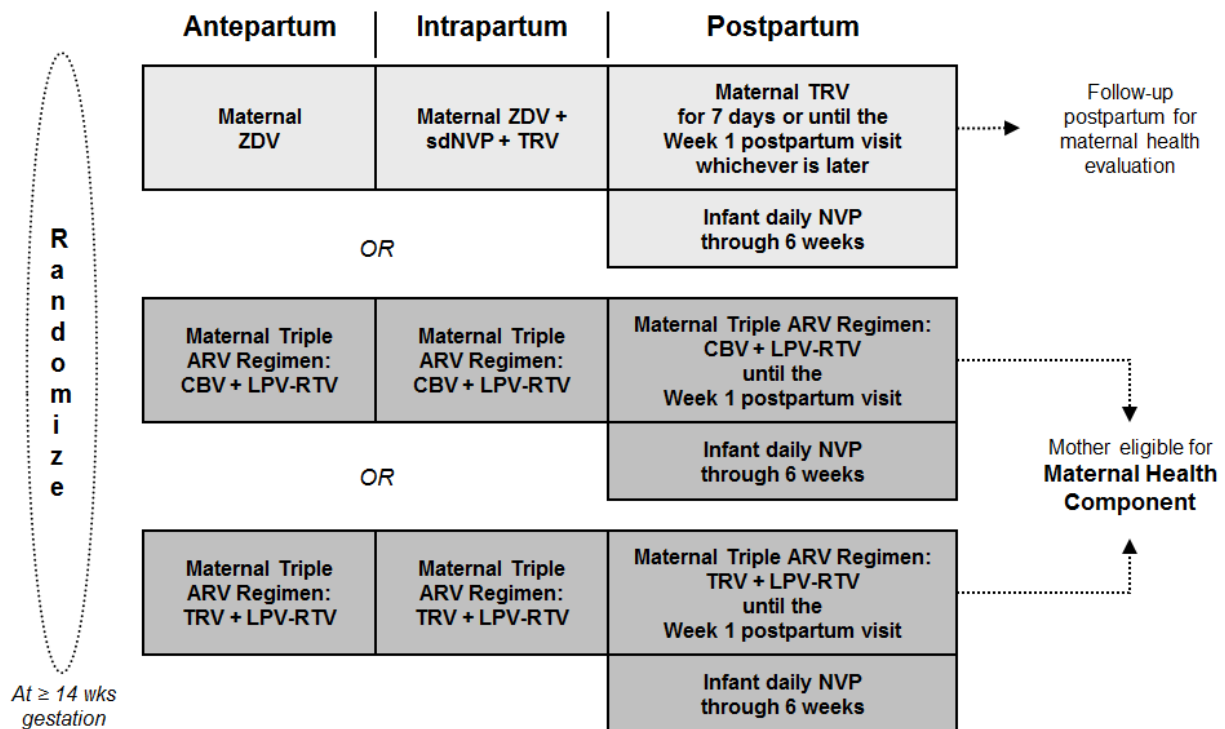 Antepartum
Intrapartum
Postpartum
Randomize
At ≥ 14 wks
gestation
Maternal
ZDV
Maternal ZDV +
sdNVP + TRV
Maternal TRV
for 7 days or until the
Week 1 postpartum visit
whichever is later
Follow-up
postpartum for
maternal health
evaluation
Infant daily NVP
through 6 weeks
OR
Maternal Triple
ARV Regimen:
CBV + LPV-RTV
Maternal Triple
ARV Regimen:
CBV + LPV-RTV
Maternal Triple ARV Regimen:
CBV + LPV-RTV
until the
Week 1 postpartum visit
Infant daily NVP
through 6 weeks
Mother eligible for
Maternal Health
Component
OR
Maternal Triple
ARV Regimen:
TRV + LPV-RTV
Maternal Triple
ARV Regimen:
TRV + LPV-RTV
Maternal Triple ARV Regimen:
TRV + LPV-RTV
until the
Week 1 postpartum visit
Infant daily NVP
through 6 weeks